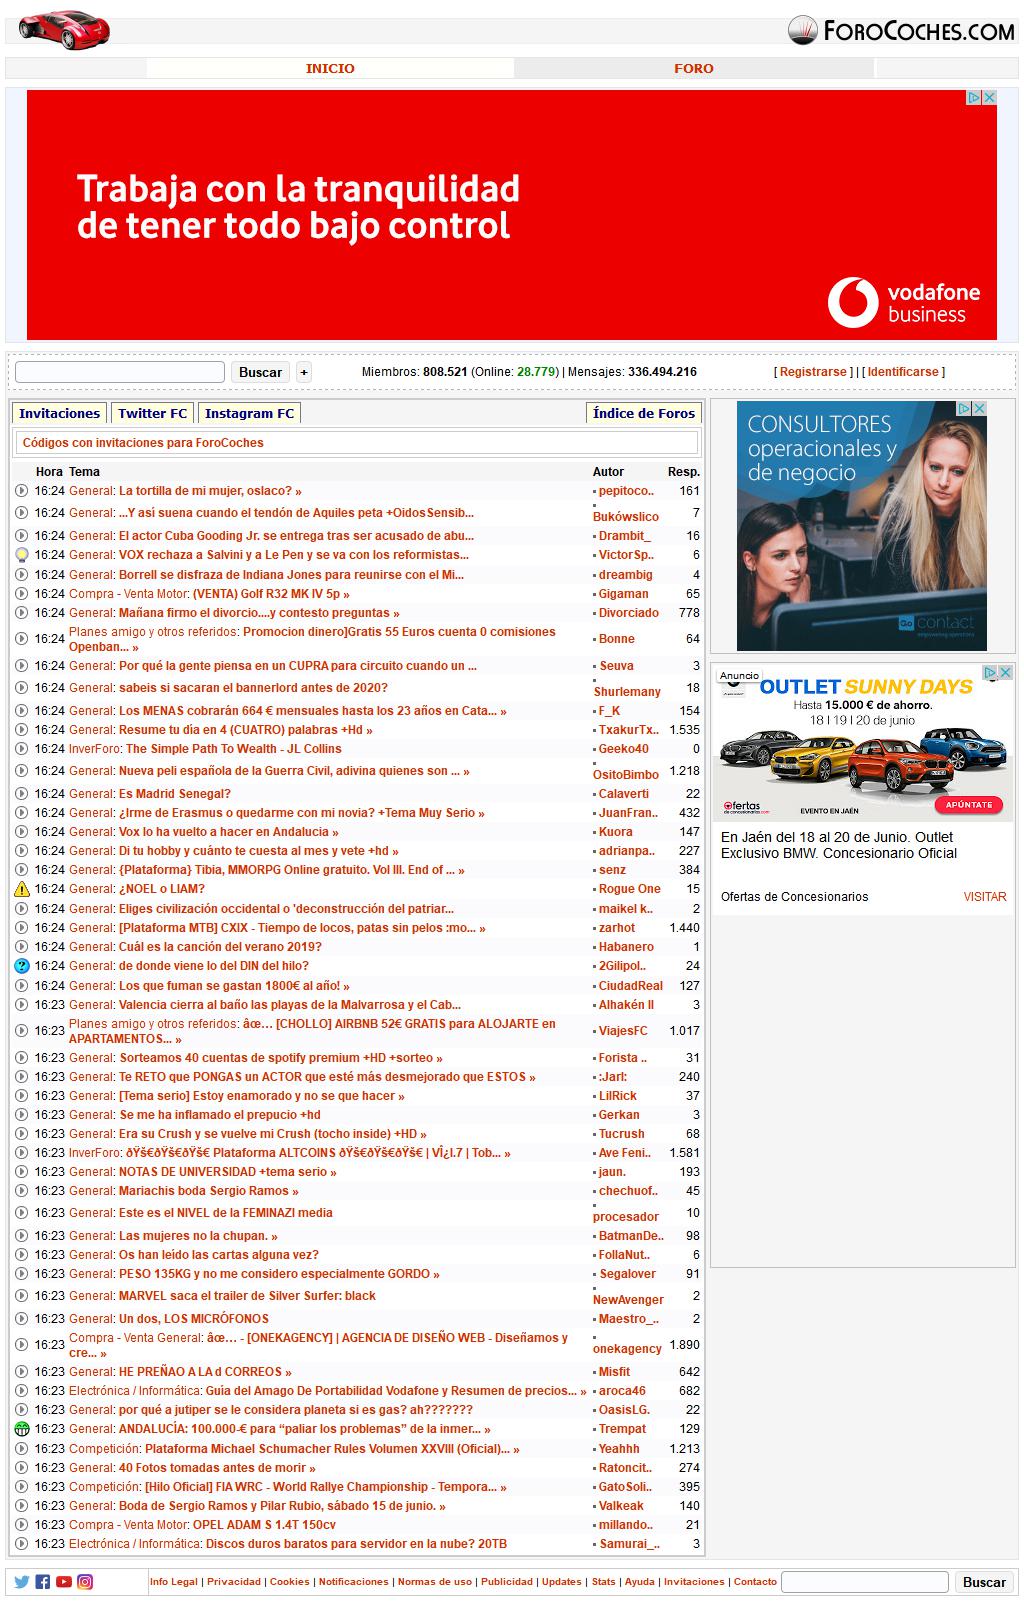 FOROCOCHES.COM
INICIO FORO
Trabaja con la tranquilidad
de tener todo bajo control
vodafone
business
Buscar + Miembros: 808.521 (Online: 28.779) | Mensajes: 336.494.216 [ Registrarse ] | [ Identificarse ]
Invitaciones Twitter FC Instagram FC Índice de Foros
Códigos con invitaciones para ForoCoches
Hora Tema Autor Resp.
16:24 General: La tortilla de mi mujer, oslaco? » pepitoco.. 161
16:24 General: ...Y así suena cuando el tendón de Aquiles peta +OidosSensib... Bukówslico 7
16:24 General: El actor Cuba Gooding Jr. se entrega tras ser acusado de abu... Drambit_ 16
16:24 General: VOX rechaza a Salvini y a Le Pen y se va con los reformistas... VictorSp.. 6
16:24 General: Borrell se disfraza de Indiana Jones para reunirse con el Mi... dreambig 4
16:24 Compra - Venta Motor: (VENTA) Golf R32 MK IV 5p » Gigaman 65
16:24 General: Mañana firmo el divorcio....y contesto preguntas » Divorciado 778
16:24 Planes amigo y otros referidos: Promocion dinero]Gratis 55 Euros cuenta 0 comisiones
Openban... » Bonne 64
16:24 General: Por qué la gente piensa en un CUPRA para circuito cuando un ... Seuva 3
16:24 General: sabeis si sacaran el bannerlord antes de 2020? Shurlemany 18
16:24 General: Los MENAS cobrarán 664 € mensuales hasta los 23 años en Cata... » F_K 154
16:24 General: Resume tu día en 4 (CUATRO) palabras +Hd » TxakurTx.. 1.535
16:24 InverForo: The Simple Path To Wealth - JL Collins Geeko40 0
16:24 General: Nueva peli española de la Guerra Civil, adivina quienes son ... » OsitoBimbo 1.218
16:24 General: Es Madrid Senegal? Calaverti 22
16:24 General: ¿Irme de Erasmus o quedarme con mi novia? +Tema Muy Serio » JuanFran.. 432
16:24 General: Vox lo ha vuelto a hacer en Andalucia » Kuora 147
16:24 General: Di tu hobby y cuánto te cuesta al mes y vete +hd » adrianpa.. 227
16:24 General: {Plataforma} Tibia, MMORPG Online gratuito. Vol III. End of ... » senz 384
16:24 General: ¿NOEL o LIAM? Rogue One 15
16:24 General: Eliges civilización occidental o 'deconstrucción del patriar... maikel k.. 2
16:24 General: [Plataforma MTB] CXIX - Tiempo de locos, patas sin pelos :mo... » zarhot 1.440
16:24 General: Cuál es la canción del verano 2019? Habanero 1
16:24 General: de donde viene lo del DIN del hilo? 2Gilipol.. 24
16:24 General: Los que fuman se gastan 1800€ al año! » CiudadReal 127
16:23 General: Valencia cierra al baño las playas de la Malvarrosa y el Cab... Alhakén II 3
16:23 Planes amigo y otros referidos: âœ… [CHOLLO] AIRBNB 52€ GRATIS para ALOJARTE en
APARTAMENTOS... » ViajesFC 1.017
16:23 General: Sorteamos 40 cuentas de spotify premium +HD +sorteo » Forista .. 31
16:23 General: Te RETO que PONGAS un ACTOR que esté más desmejorado que ESTOS » :Jarl: 240
16:23 General: [Tema serio] Estoy enamorado y no se que hacer » LilRick 37
16:23 General: Se me ha inflamado el prepucio +hd Gerkan 3
16:23 General: Era su Crush y se vuelve mi Crush (tocho inside) +HD » Tucrush 68
16:23 InverForo: ðŸš€ðŸš€ðŸš€ Plataforma ALTCOINS ðŸš€ðŸš€ðŸš€ | VÎ¿l.7 | Tob... » Ave Feni.. 1.581
16:23 General: NOTAS DE UNIVERSIDAD +tema serio » jaun. 193
16:23 General: Mariachis boda Sergio Ramos » chechuof.. 45
16:23 General: Este es el NIVEL de la FEMINAZI media procesador 10
16:23 General: Las mujeres no la chupan. » BatmanDe.. 98
16:23 General: Os han leído las cartas alguna vez? FollaNut.. 6
16:23 General: PESO 135KG y no me considero especialmente GORDO » Segalover 91
16:23 General: MARVEL saca el trailer de Silver Surfer: black NewAvenger 2
16:23 General: Un dos, LOS MICRÓFONOS Maestro_.. 2
16:23 Compra - Venta General: âœ… - [ONEKAGENCY] | AGENCIA DE DISEÑO WEB - Diseñamos y
cre... » onekagency 1.890
16:23 General: HE PREÑAO A LA d CORREOS » Misfit 642
16:23 Electrónica / Informática: Guía del Amago De Portabilidad Vodafone y Resumen de precios... » aroca46 682
16:23 General: por qué a jutiper se le considera planeta si es gas? ah??????? OasisLG. 22
16:23 General: ANDALUCÍA: 100.000-€ para “paliar los problemas” de la inmer... » Trempat 129
16:23 Competición: Plataforma Michael Schumacher Rules Volumen XXVIII (Oficial)... » Yeahhh 1.213
16:23 General: 40 Fotos tomadas antes de morir » Ratoncit.. 274
16:23 Competición: [Hilo Oficial] FIA WRC - World Rallye Championship - Tempora... » GatoSoli.. 395
16:23 General: Boda de Sergio Ramos y Pilar Rubio, sábado 15 de junio. » Valkeak 140
16:23 Compra - Venta Motor: OPEL ADAM S 1.4T 150cv millando.. 21
16:23 Electrónica / Informática: Discos duros baratos para servidor en la nube? 20TB Samurai_.. 3
CONSULTORES
operacionales y
de negocio
Go contact
empowering operations
Anuncio
OUTLET SUNNY DAYS
Hasta 15.000 € de ahorro.
18 | 19 | 20 de junio
Ofertas
de concesionarios.com
EVENTO EN JAÉN
APÚNTATE
En Jaén del 18 al 20 de Junio. Outlet
Exclusivo BMW. Concesionario Oficial
Ofertas de Concesionarios VISITAR
Info Legal | Privacidad | Cookies | Notificaciones | Normas de uso | Publicidad | Updates | Stats | Ayuda | Invitaciones | Contacto Buscar